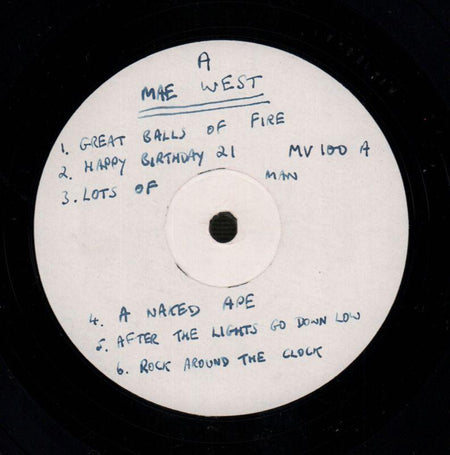 A
MAE WEST
1. GREAT BALLS OF FIRE
2. HAPPY BIRTHDAY 21 MV 100 A
3. LOTS OF MAN
4. A NAKED APE
5. AFTER THE LIGHTS GO DOWN LOW
6. ROCK AROUND THE CLOCK